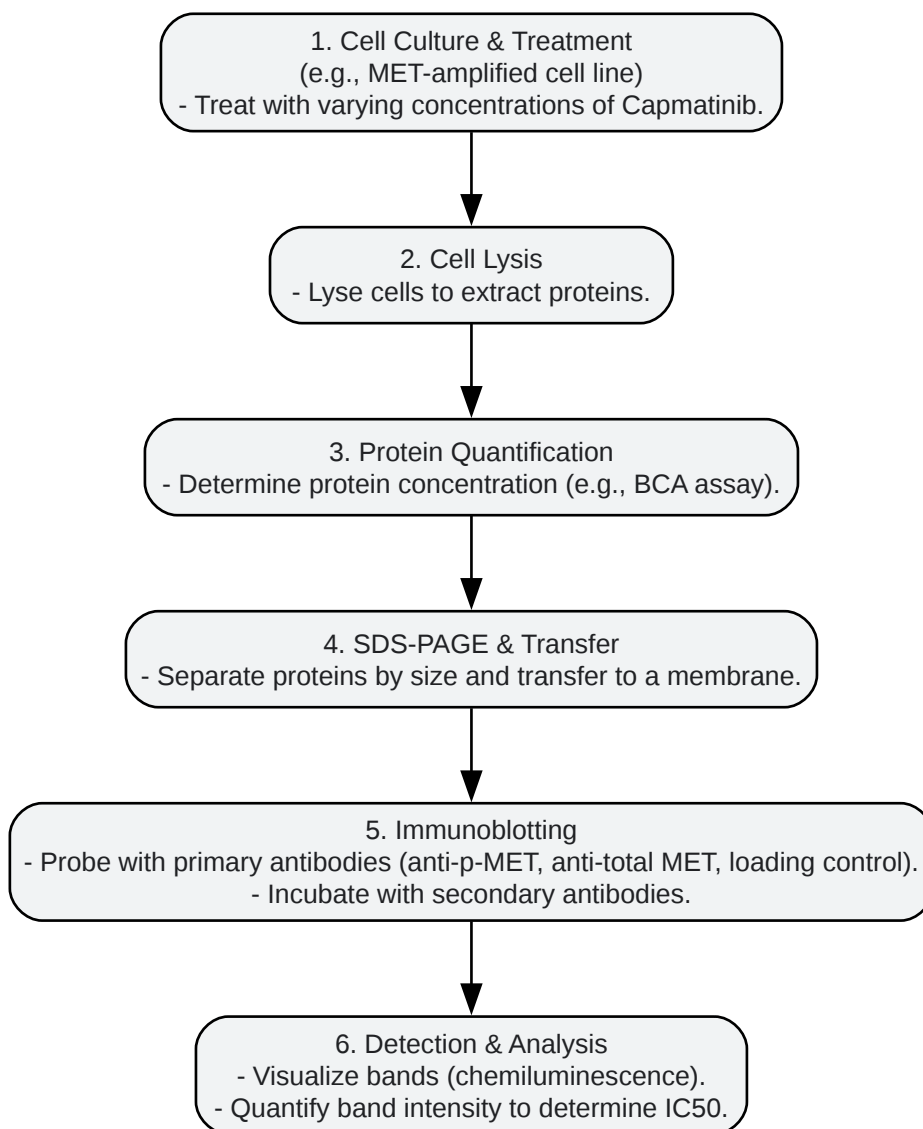 1. Cell Culture & Treatment
(e.g., MET-amplified cell line)
- Treat with varying concentrations of Capmatinib.
2. Cell Lysis
- Lyse cells to extract proteins.
3. Protein Quantification
- Determine protein concentration (e.g., BCA assay).
4. SDS-PAGE & Transfer
- Separate proteins by size and transfer to a membrane.
5. Immunoblotting
- Probe with primary antibodies (anti-p-MET, anti-total MET, loading control).
- Incubate with secondary antibodies.
6. Detection & Analysis
- Visualize bands (chemiluminescence).
- Quantify band intensity to determine IC50.